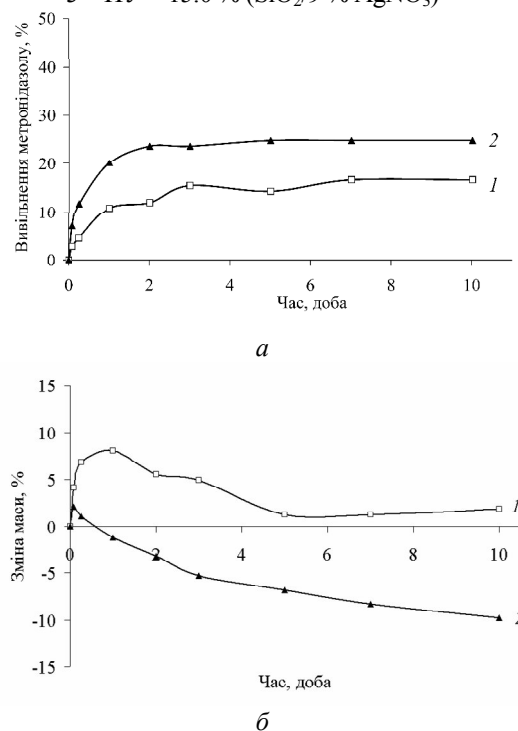 3 – ПУ – 15.0 % (SiO₂/9 % AgNO₃)
Вивільнення метронідазолу, %
50
40
30
20
10
0
2
1
0 2 4 6 8 10
Час, доба
а
Зміна маси, %
15
10
5
0
-5
-10
-15
1
2
0 2 4 6 8 10
Час, доба
б